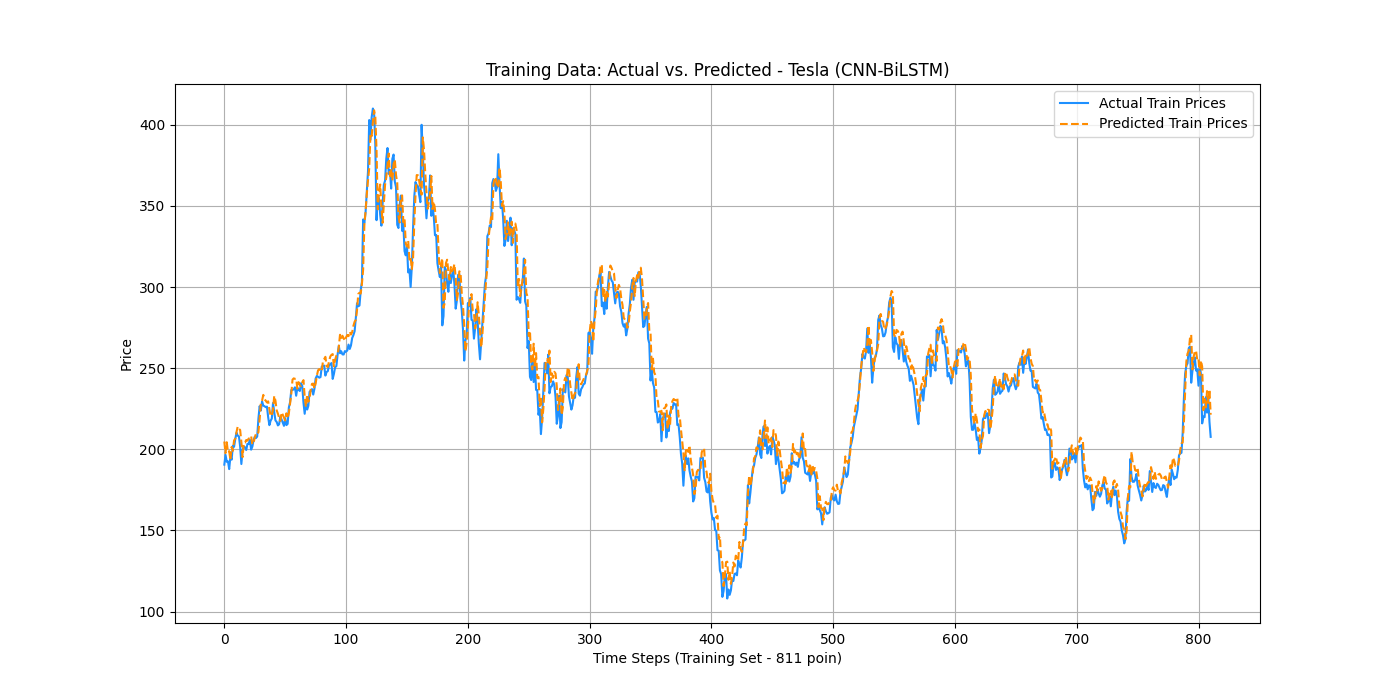 Training Data: Actual vs. Predicted - Tesla (CNN-BiLSTM)
Actual Train Prices
Predicted Train Prices
Price
400
350
300
250
200
150
100
0 100 200 300 400 500 600 700 800
Time Steps (Training Set - 811 poin)